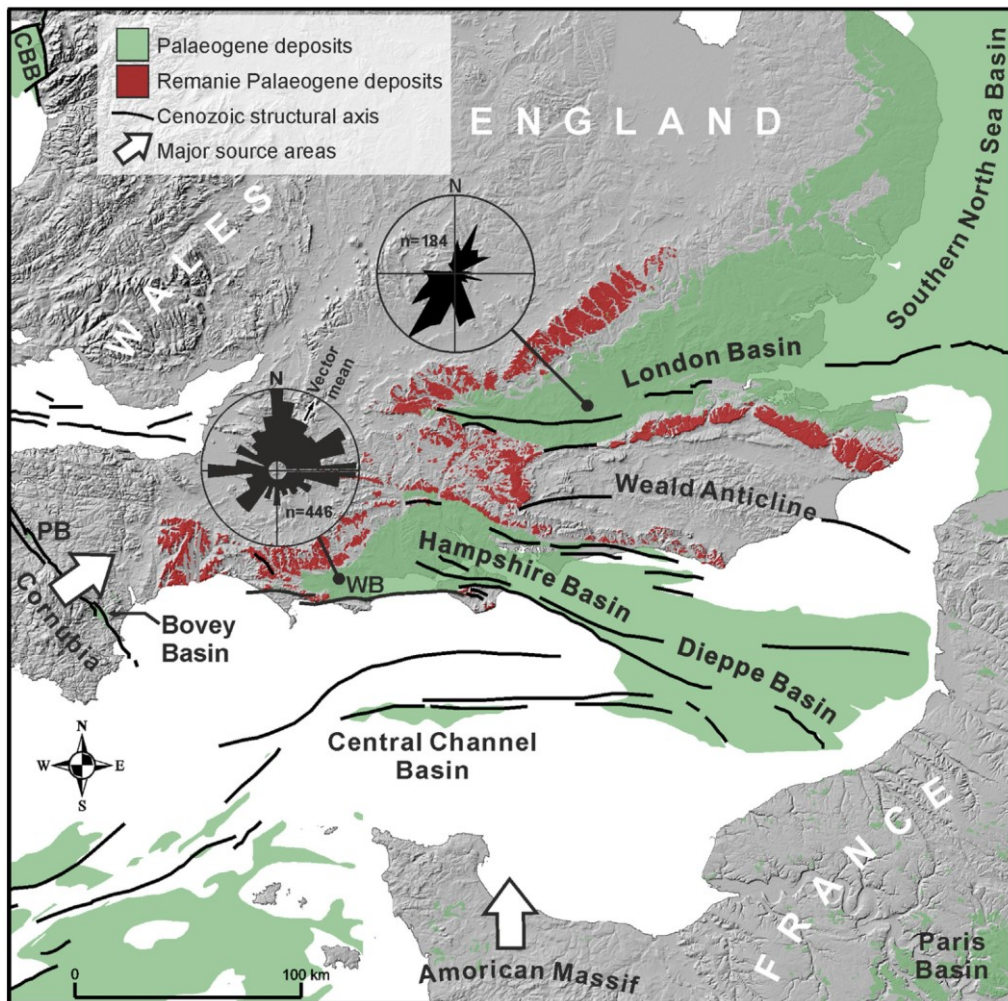 CBB
Palaeogene deposits
Remanie Palaeogene deposits
Cenozoic structural axis
Major source areas
ENGLAND
WALES
Southern North Sea Basin
N
n=184
London Basin
Vector
mean
N
n=446
Weald Anticline
PB
WB
Hampshire Basin
Cornubia
Bovey
Basin
Dieppe Basin
Central Channel
Basin
N
W
E
S
FRANCE
Paris
Basin
Amorican Massif
0
100 km